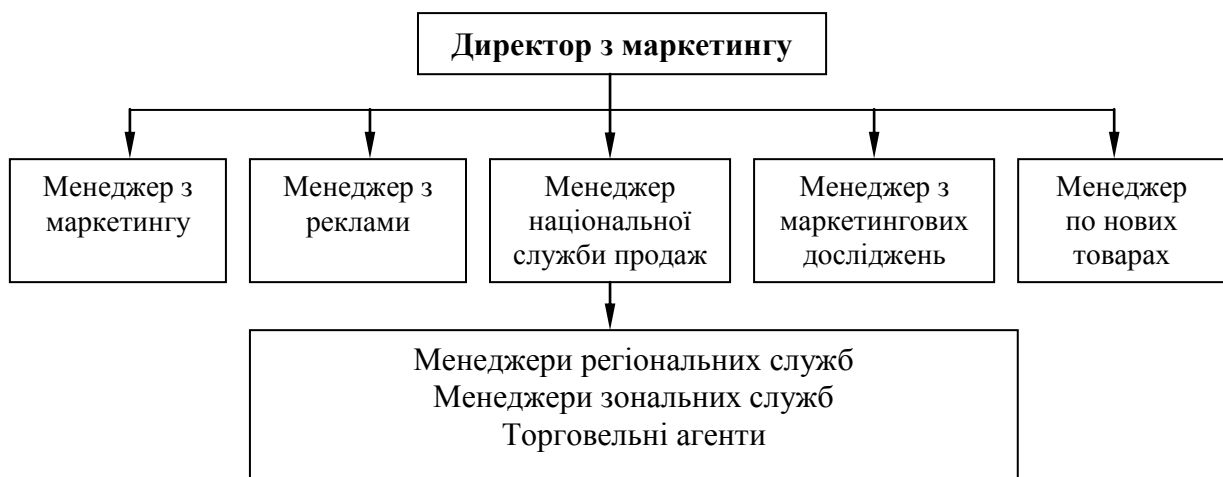 Директор з маркетингу
Менеджер з
маркетингу
Менеджер з
реклами
Менеджер
національної
служби продаж
Менеджер з
маркетингових
досліджень
Менеджер
по нових
товарах
Менеджери регіональних служб
Менеджери зональних служб
Торговельні агенти